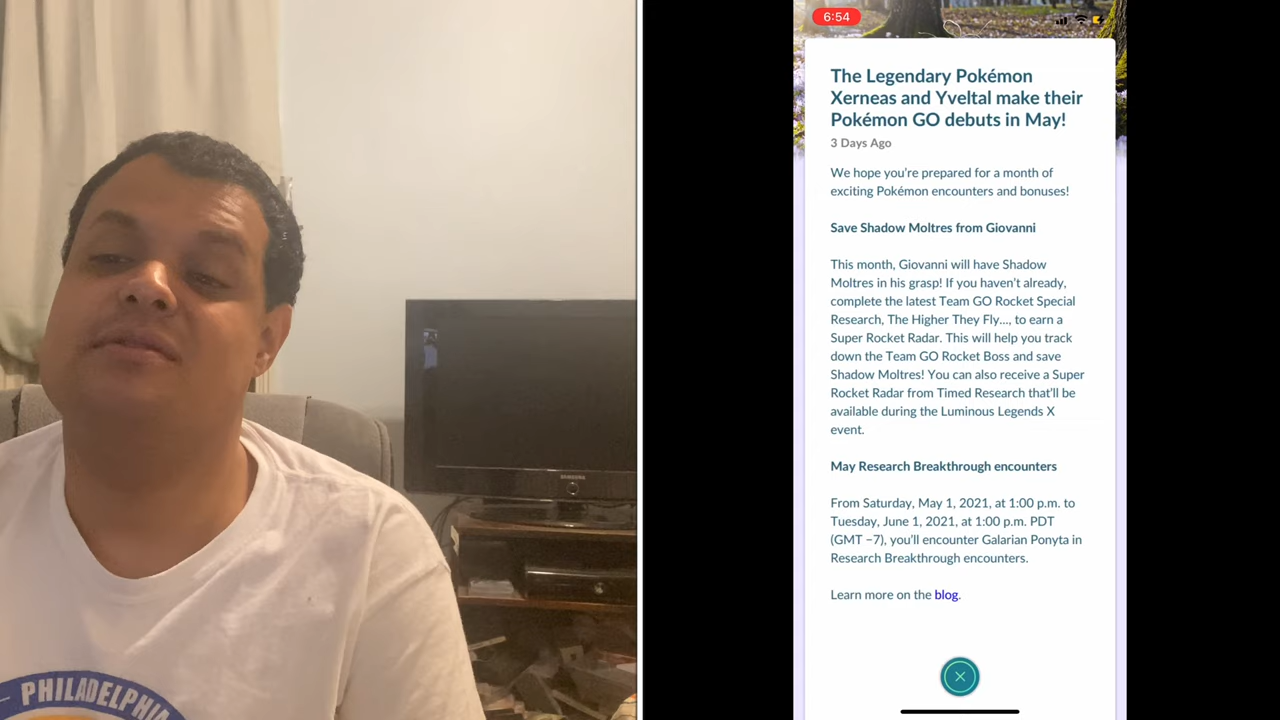 PHILADELPHIA
SAMSUNG
6:54
The Legendary Pokémon
Xerneas and Yveltal make their
Pokémon GO debuts in May!
3 Days Ago
We hope you're prepared for a month of
exciting Pokémon encounters and bonuses!
Save Shadow Moltres from Giovanni
This month, Giovanni will have Shadow
Moltres in his grasp! If you haven't already,
complete the latest Team GO Rocket Special
Research, The Higher They Fly..., to earn a
Super Rocket Radar. This will help you track
down the Team GO Rocket Boss and save
Shadow Moltres! You can also receive a Super
Rocket Radar from Timed Research that'll be
available during the Luminous Legends X
event.
May Research Breakthrough encounters
From Saturday, May 1, 2021, at 1:00 p.m. to
Tuesday, June 1, 2021, at 1:00 p.m. PDT
(GMT −7), you'll encounter Galarian Ponyta in
Research Breakthrough encounters.
Learn more on the blog.